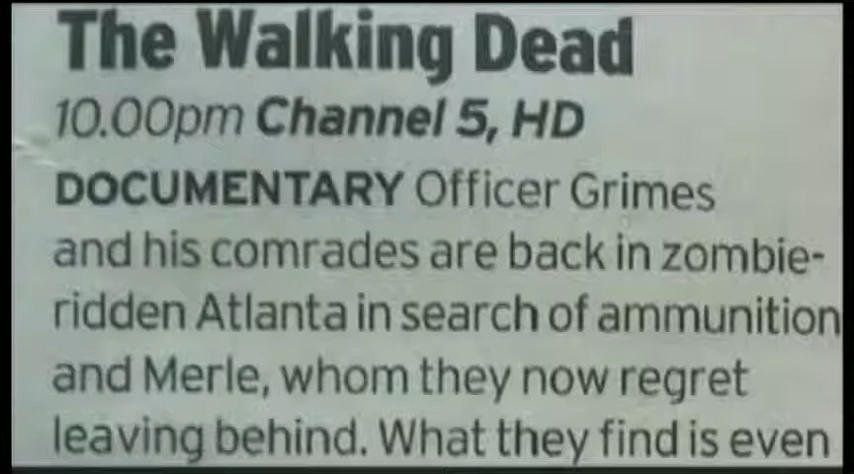 The Walking Dead
10.00pm Channel 5, HD
DOCUMENTARY Officer Grimes
and his comrades are back in zombie-
ridden Atlanta in search of ammunition
and Merle, whom they now regret
leaving behind. What they find is even